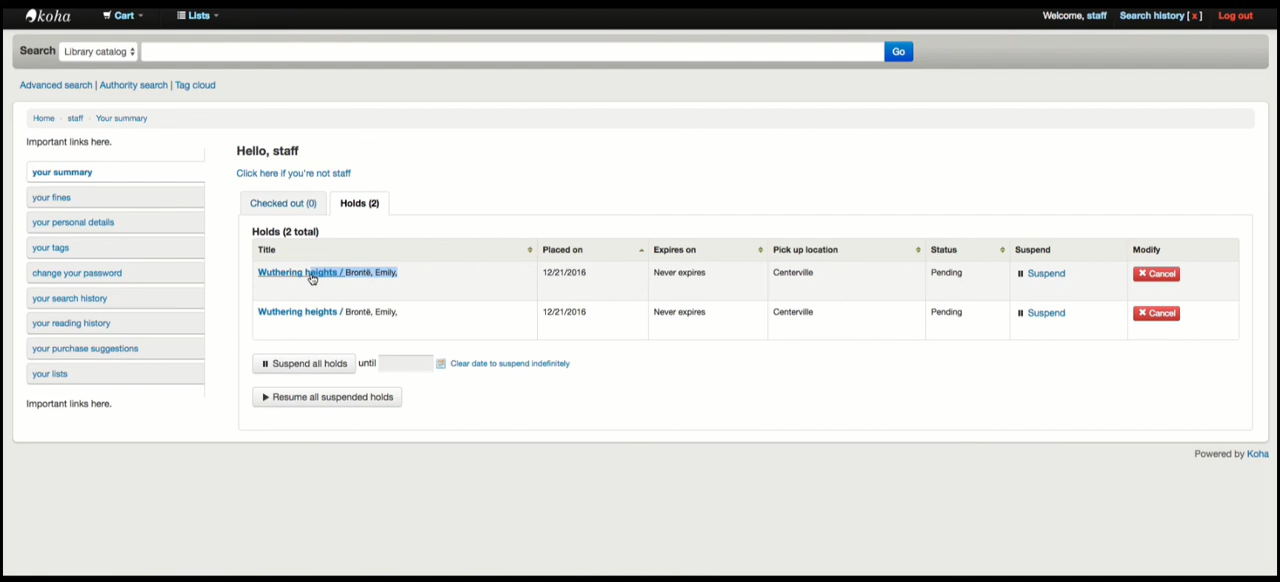 koha Cart Lists Welcome, staff Search history [x] Log out
Search Library catalog Go
Advanced search | Authority search | Tag cloud
Home staff Your summary
Important links here.
your summary
your fines
your personal details
your tags
change your password
your search history
your reading history
your purchase suggestions
your lists
Important links here.
Hello, staff
Click here if you're not staff
Checked out (0) Holds (2)
Holds (2 total)
Title Placed on Expires on Pick up location Status Suspend Modify
Wuthering heights / Brontë, Emily, 12/21/2016 Never expires Centerville Pending Suspend Cancel
Wuthering heights / Brontë, Emily, 12/21/2016 Never expires Centerville Pending Suspend Cancel
Suspend all holds until Clear date to suspend indefinitely
Resume all suspended holds
Powered by Koha